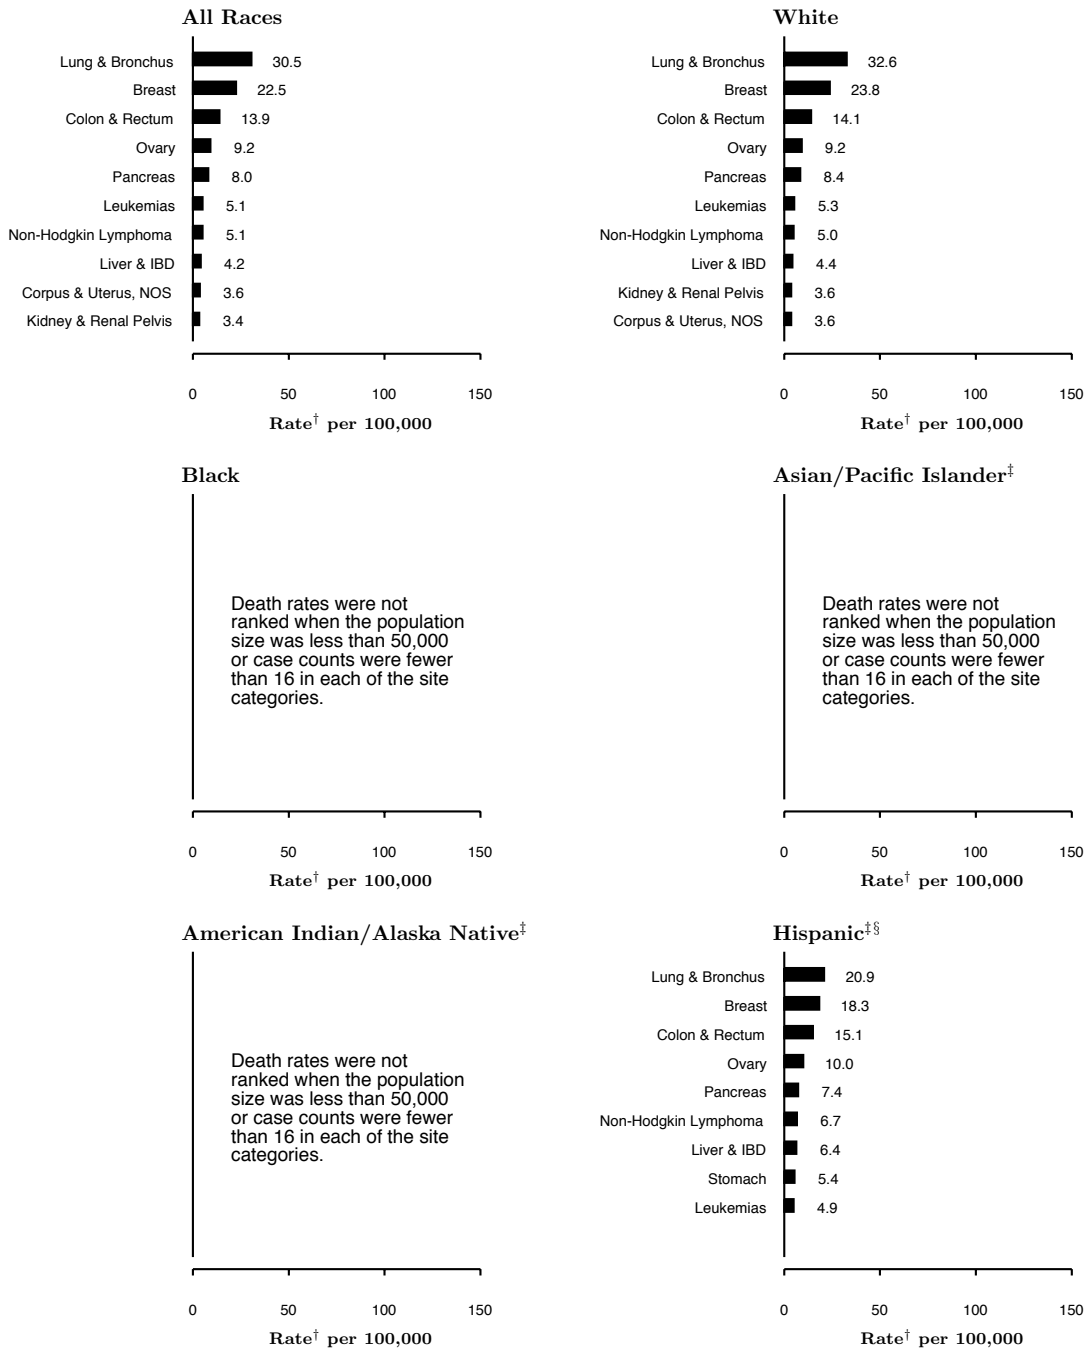 All Races
Lung & Bronchus 30.5
Breast 22.5
Colon & Rectum 13.9
Ovary 9.2
Pancreas 8.0
Leukemias 5.1
Non-Hodgkin Lymphoma 5.1
Liver & IBD 4.2
Corpus & Uterus, NOS 3.6
Kidney & Renal Pelvis 3.4
0 50 100 150
Rate† per 100,000
White
Lung & Bronchus 32.6
Breast 23.8
Colon & Rectum 14.1
Ovary 9.2
Pancreas 8.4
Leukemias 5.3
Non-Hodgkin Lymphoma 5.0
Liver & IBD 4.4
Kidney & Renal Pelvis 3.6
Corpus & Uterus, NOS 3.6
0 50 100 150
Rate† per 100,000
Black
Death rates were not
ranked when the population
size was less than 50,000
or case counts were fewer
than 16 in each of the site
categories.
0 50 100 150
Rate† per 100,000
Asian/Pacific Islander‡
Death rates were not
ranked when the population
size was less than 50,000
or case counts were fewer
than 16 in each of the site
categories.
0 50 100 150
Rate† per 100,000
American Indian/Alaska Native‡
Death rates were not
ranked when the population
size was less than 50,000
or case counts were fewer
than 16 in each of the site
categories.
0 50 100 150
Rate† per 100,000
Hispanic‡§
Lung & Bronchus 20.9
Breast 18.3
Colon & Rectum 15.1
Ovary 10.0
Pancreas 7.4
Non-Hodgkin Lymphoma 6.7
Liver & IBD 6.4
Stomach 5.4
Leukemias 4.9
0 50 100 150
Rate† per 100,000